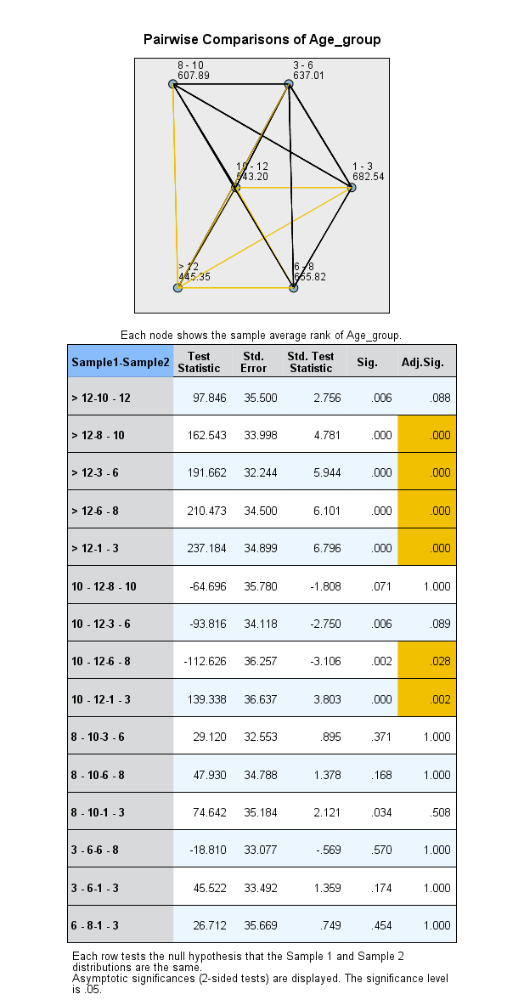 Pairwise Comparisons of Age_group
8 - 10
607.89
3 - 6
637.01
10 - 12
543.20
1 - 3
682.54
> 12
445.35
6 - 8
655.82
Each node shows the sample average rank of Age_group.
Sample1-Sample2 Test Statistic Std. Error Std. Test Statistic Sig. Adj.Sig.
> 12-10 - 12 97.846 35.500 2.756 .006 .088
> 12-8 - 10 162.543 33.998 4.781 .000 .000
> 12-3 - 6 191.662 32.244 5.944 .000 .000
> 12-6 - 8 210.473 34.500 6.101 .000 .000
> 12-1 - 3 237.184 34.899 6.796 .000 .000
10 - 12-8 - 10 -64.696 35.780 -1.808 .071 1.000
10 - 12-3 - 6 -93.816 34.118 -2.750 .006 .089
10 - 12-6 - 8 -112.626 36.257 -3.106 .002 .028
10 - 12-1 - 3 139.338 36.637 3.803 .000 .002
8 - 10-3 - 6 29.120 32.553 .895 .371 1.000
8 - 10-6 - 8 47.930 34.788 1.378 .168 1.000
8 - 10-1 - 3 74.642 35.184 2.121 .034 .508
3 - 6-6 - 8 -18.810 33.077 -.569 .570 1.000
3 - 6-1 - 3 45.522 33.492 1.359 .174 1.000
6 - 8-1 - 3 26.712 35.669 .749 .454 1.000
Each row tests the null hypothesis that the Sample 1 and Sample 2
distributions are the same.
Asymptotic significances (2-sided tests) are displayed. The significance level
is .05.